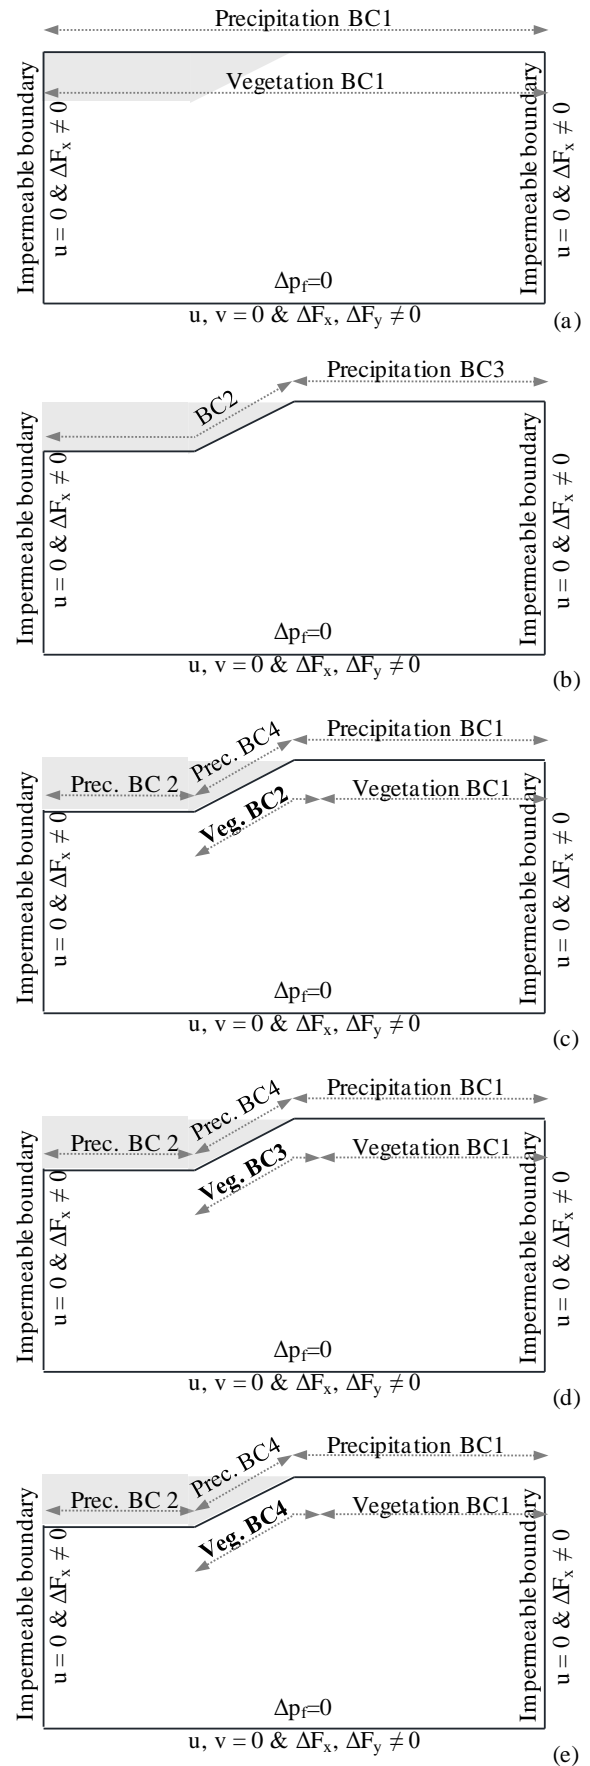 Precipitation BC1
Vegetation BC1
Impermeable boundary
u = 0 & ΔFx ≠ 0
Impermeable boundary
u = 0 & ΔFx ≠ 0
Δpf=0
u, v = 0 & ΔFx, ΔFy ≠ 0
(a)
Precipitation BC3
BC2
Impermeable boundary
u = 0 & ΔFx ≠ 0
Impermeable boundary
u = 0 & ΔFx ≠ 0
Δpf=0
u, v = 0 & ΔFx, ΔFy ≠ 0
(b)
Prec. BC4
Precipitation BC1
Prec. BC 2
Veg. BC2
Vegetation BC1
Impermeable boundary
u = 0 & ΔFx ≠ 0
Impermeable boundary
u = 0 & ΔFx ≠ 0
Δpf=0
u, v = 0 & ΔFx, ΔFy ≠ 0
(c)
Prec. BC4
Precipitation BC1
Prec. BC 2
Veg. BC3
Vegetation BC1
Impermeable boundary
u = 0 & ΔFx ≠ 0
Impermeable boundary
u = 0 & ΔFx ≠ 0
Δpf=0
u, v = 0 & ΔFx, ΔFy ≠ 0
(d)
Prec. BC4
Precipitation BC1
Prec. BC 2
Veg. BC4
Vegetation BC1
Impermeable boundary
u = 0 & ΔFx ≠ 0
Impermeable boundary
u = 0 & ΔFx ≠ 0
Δpf=0
u, v = 0 & ΔFx, ΔFy ≠ 0
(e)